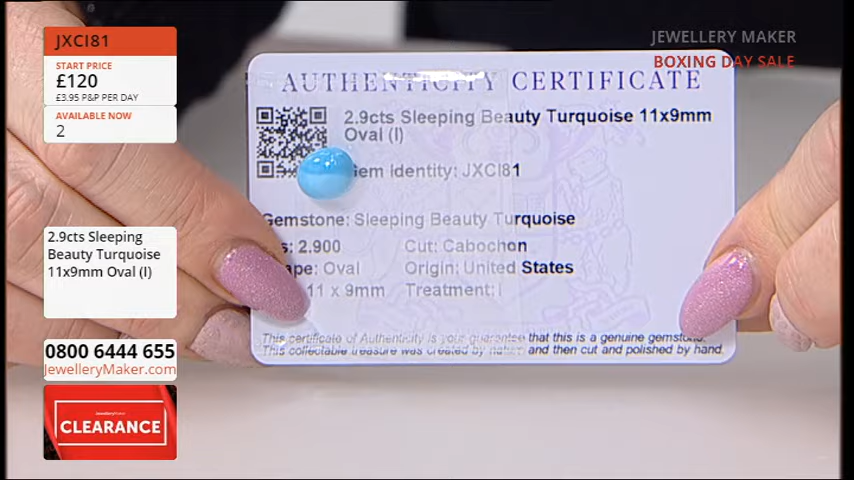 JXCI81
START PRICE
£120
£3.95 P&P PER DAY
AVAILABLE NOW
2
2.9cts Sleeping
Beauty Turquoise
11x9mm Oval (I)
0800 6444 655
JewelleryMaker.com
JewelleryMaker
CLEARANCE
JEWELLERY MAKER
BOXING DAY SALE
AUTHENTICITY CERTIFICATE
2.9cts Sleeping Beauty Turquoise 11x9mm
Oval (I)
em Identity: JXCI81
Gemstone: Sleeping Beauty Turquoise
s: 2.900 Cut: Cabochon
ape: Oval Origin: United States
11 x 9mm Treatment: I
This certificate of Authenticity is your guarantee that this is a genuine gemstone.
This collectable treasure was created by nature and then cut and polished by hand.